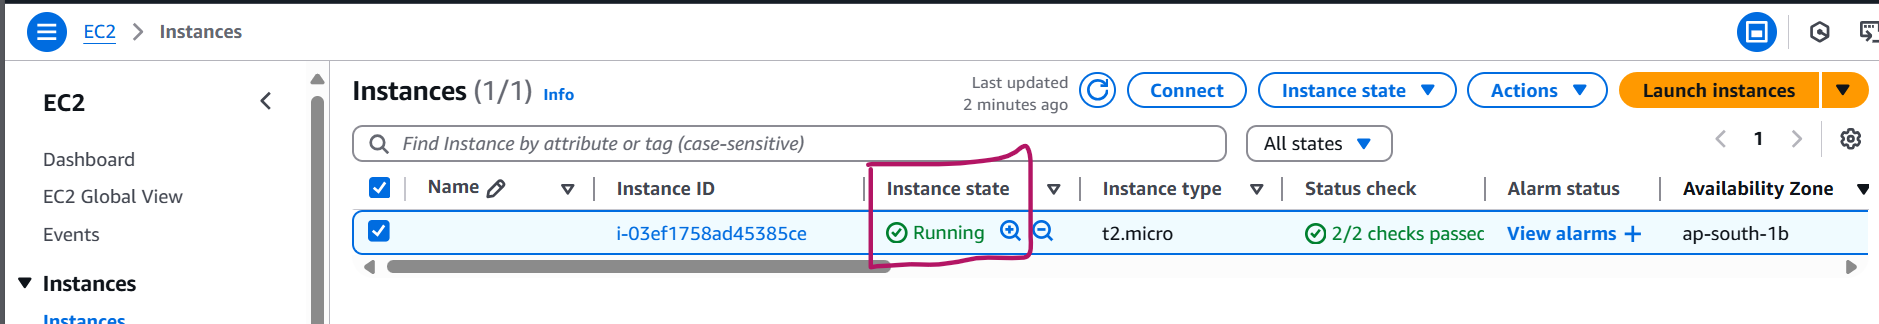 EC2 > Instances
EC2
Dashboard
EC2 Global View
Events
Instances
Instances
Instances (1/1) Info
Last updated
2 minutes ago
Connect
Instance state
Actions
Launch instances
Find Instance by attribute or tag (case-sensitive)
All states
1
Name Instance ID Instance state Instance type Status check Alarm status Availability Zone
i-03ef1758ad45385ce Running t2.micro 2/2 checks passec View alarms + ap-south-1b